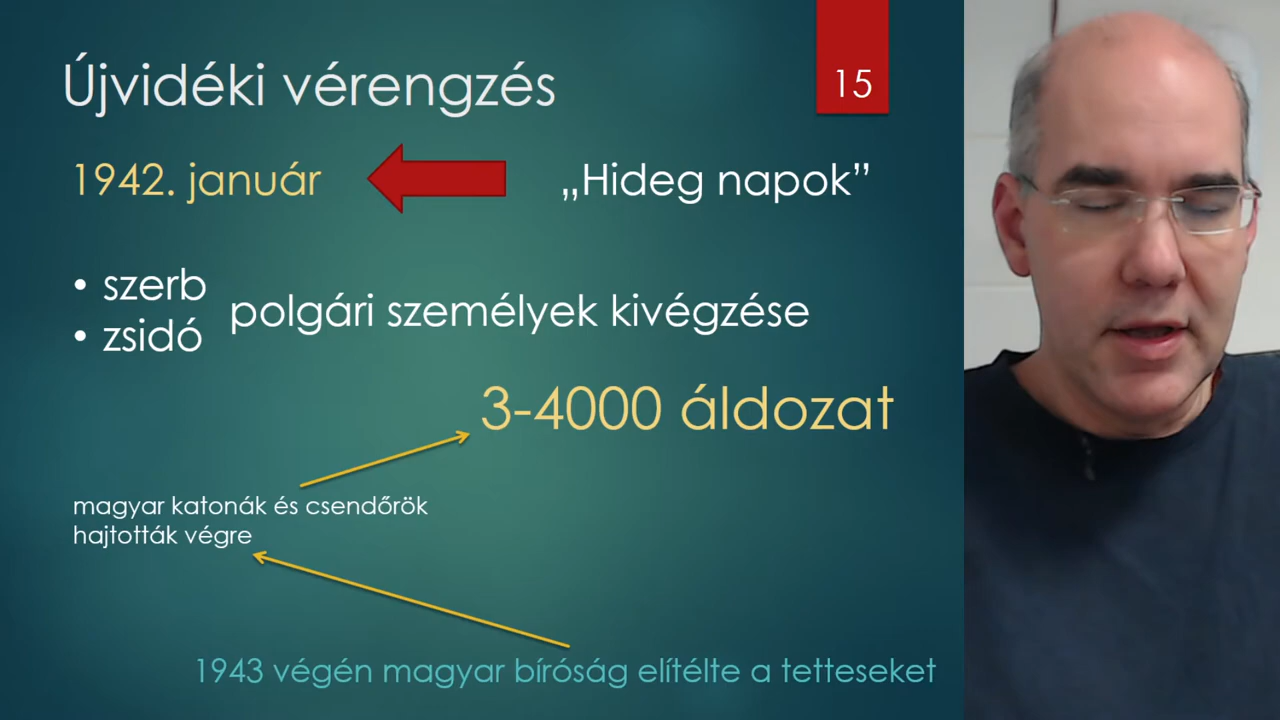 Újvidéki vérengzés
15
1942. január
„Hideg napok”
• szerb
• zsidó
polgári személyek kivégzése
3-4000 áldozat
magyar katonák és csendőrök
hajtották végre
1943 végén magyar bíróság elítélte a tetteseket